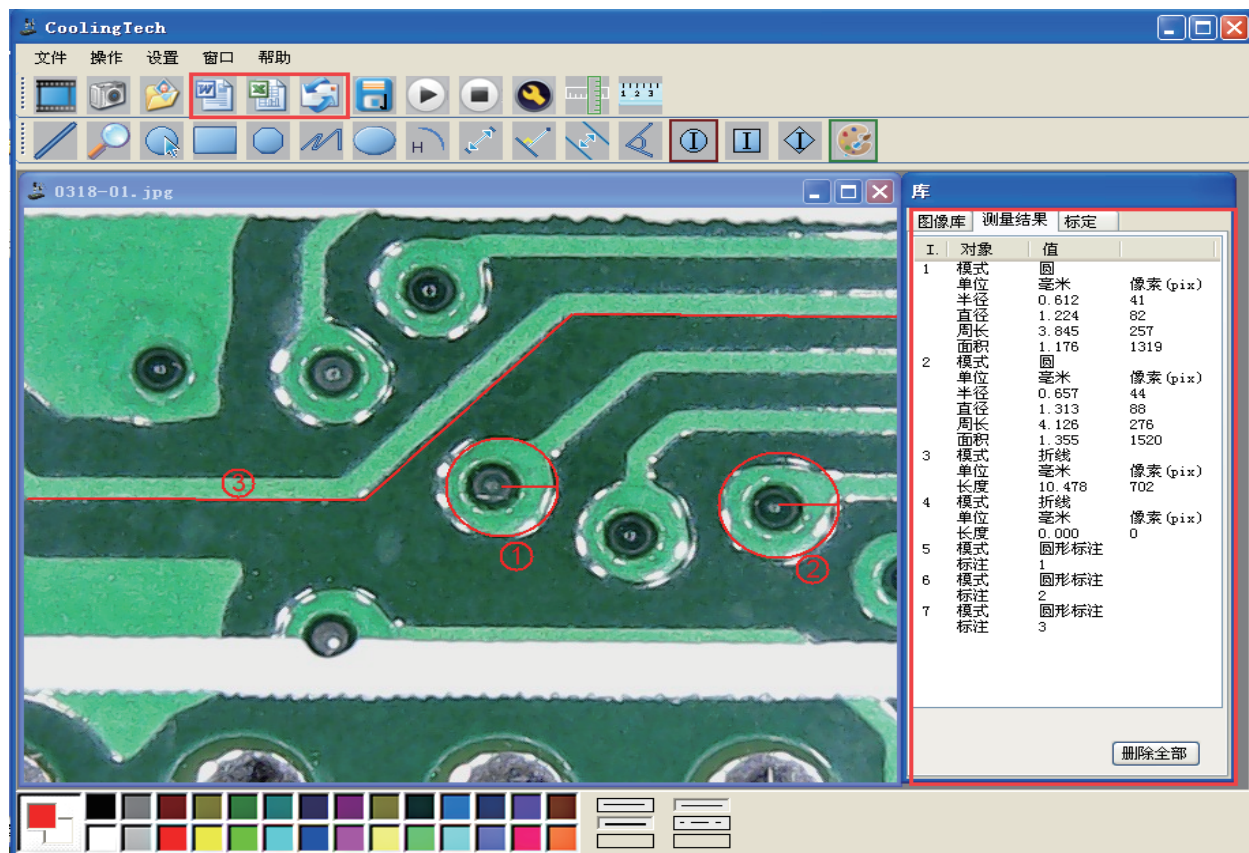 CoolingTech
文件 操作 设置 窗口 帮助
1 2 3
H
I I I
0318-01.jpg
③
①
②
库
图像库 测量结果 标定
I. 对象 值
1 模式 圆
单位 毫米 像素(pix)
半径 0.612 41
直径 1.224 82
周长 3.845 257
面积 1.176 1319
2 模式 圆
单位 毫米 像素(pix)
半径 0.657 44
直径 1.313 88
周长 4.126 276
面积 1.355 1520
3 模式 折线
单位 毫米 像素(pix)
长度 10.478 702
4 模式 折线
单位 毫米 像素(pix)
长度 0.000 0
5 模式 圆形标注
标注 1
6 模式 圆形标注
标注 2
7 模式 圆形标注
标注 3
删除全部